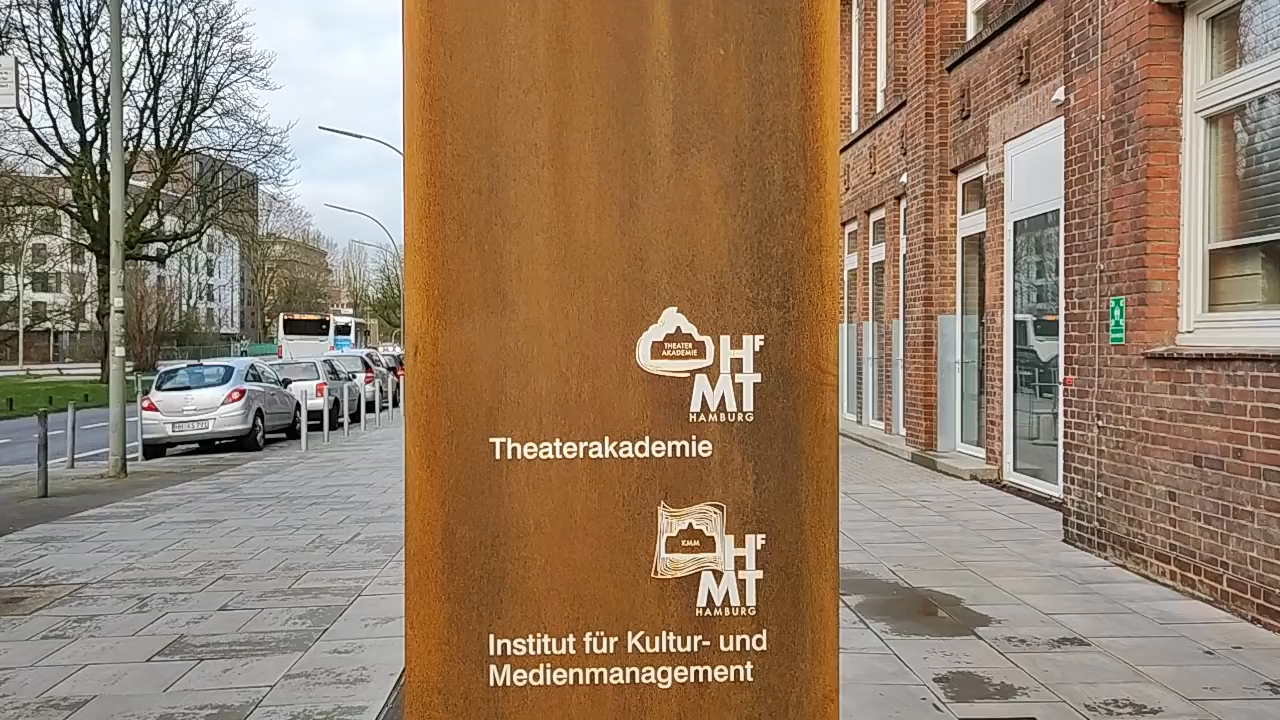 THEATER
AKADEMIE
HF
MT
HAMBURG
Theaterakademie
KMM
HF
MT
HAMBURG
Institut für Kultur- und
Medienmanagement